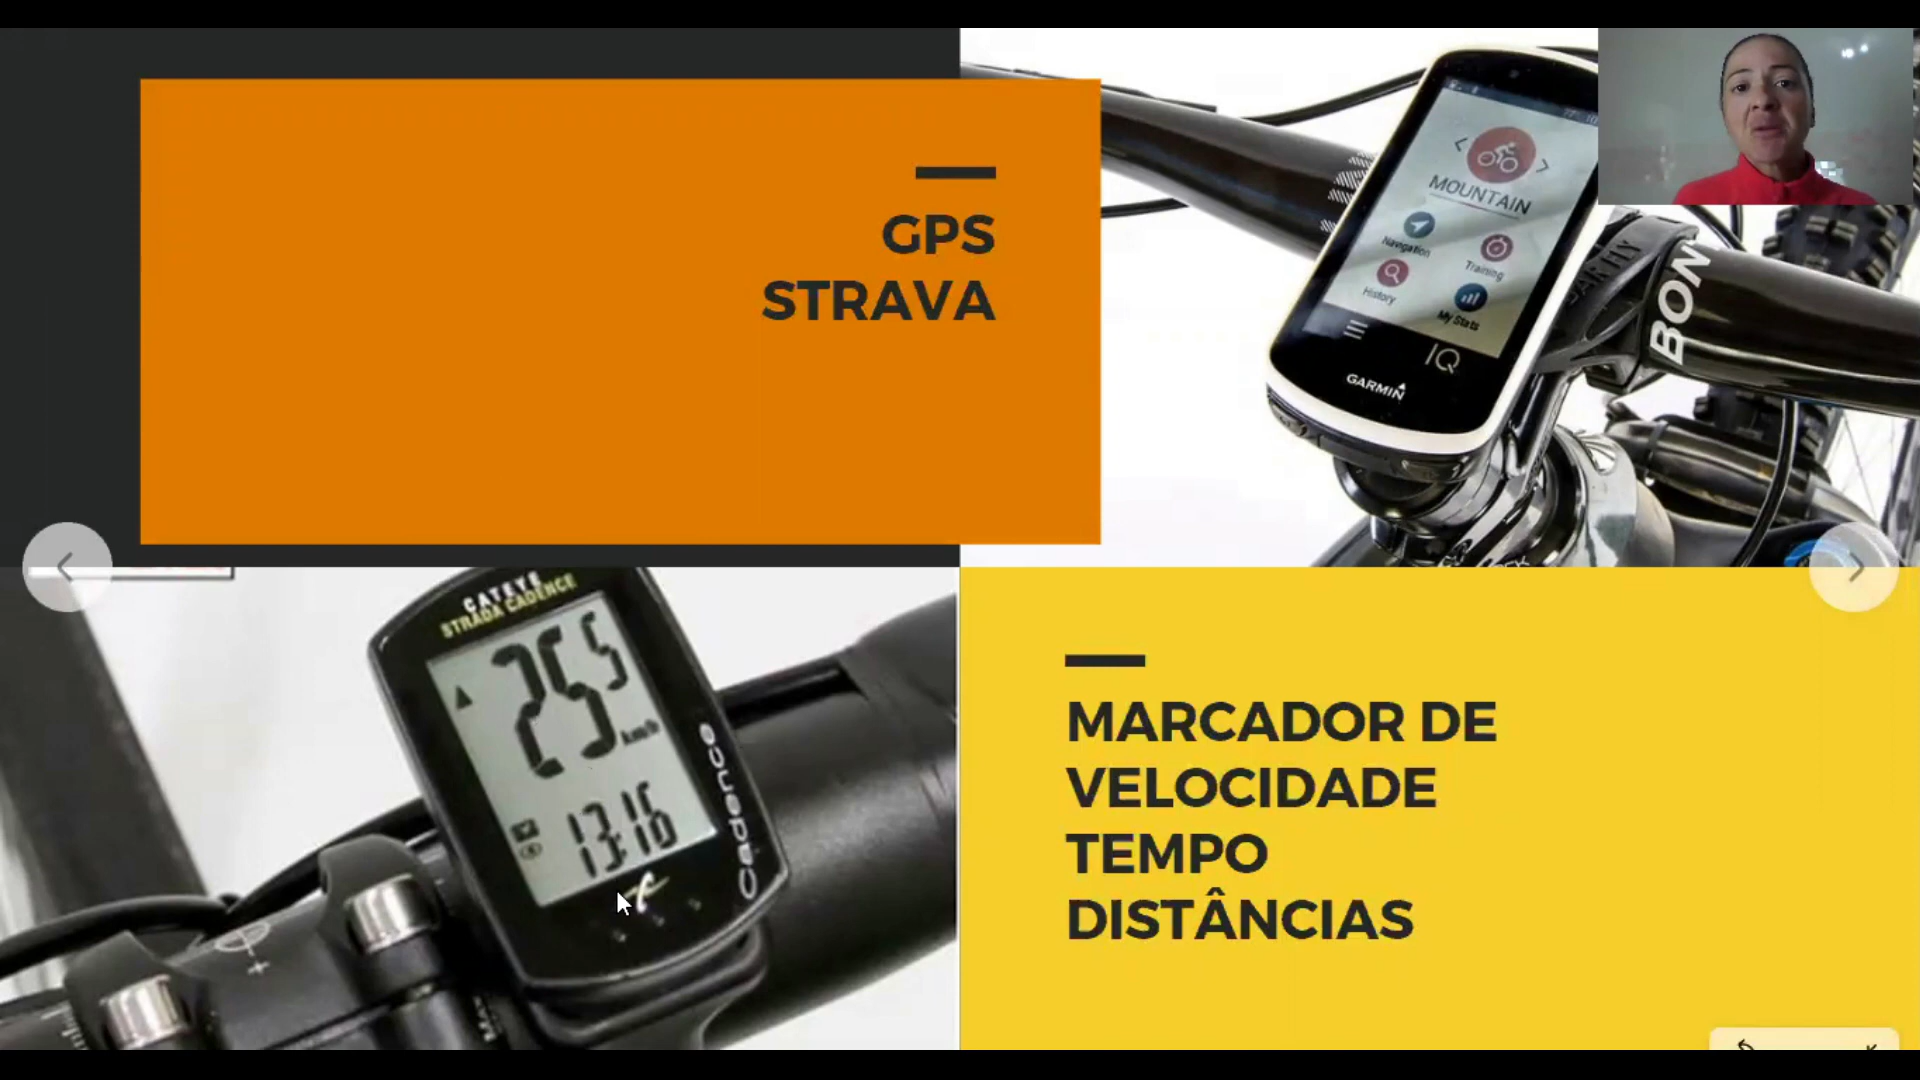 GPS
STRAVA
MOUNTAIN
Navigation
Training
History
My Stats
IQ
GARMIN
BON
CATEYE
STRADA CADENCE
25 5
km/h
13:16
Cadence
MARCADOR DE
VELOCIDADE
TEMPO
DISTÂNCIAS